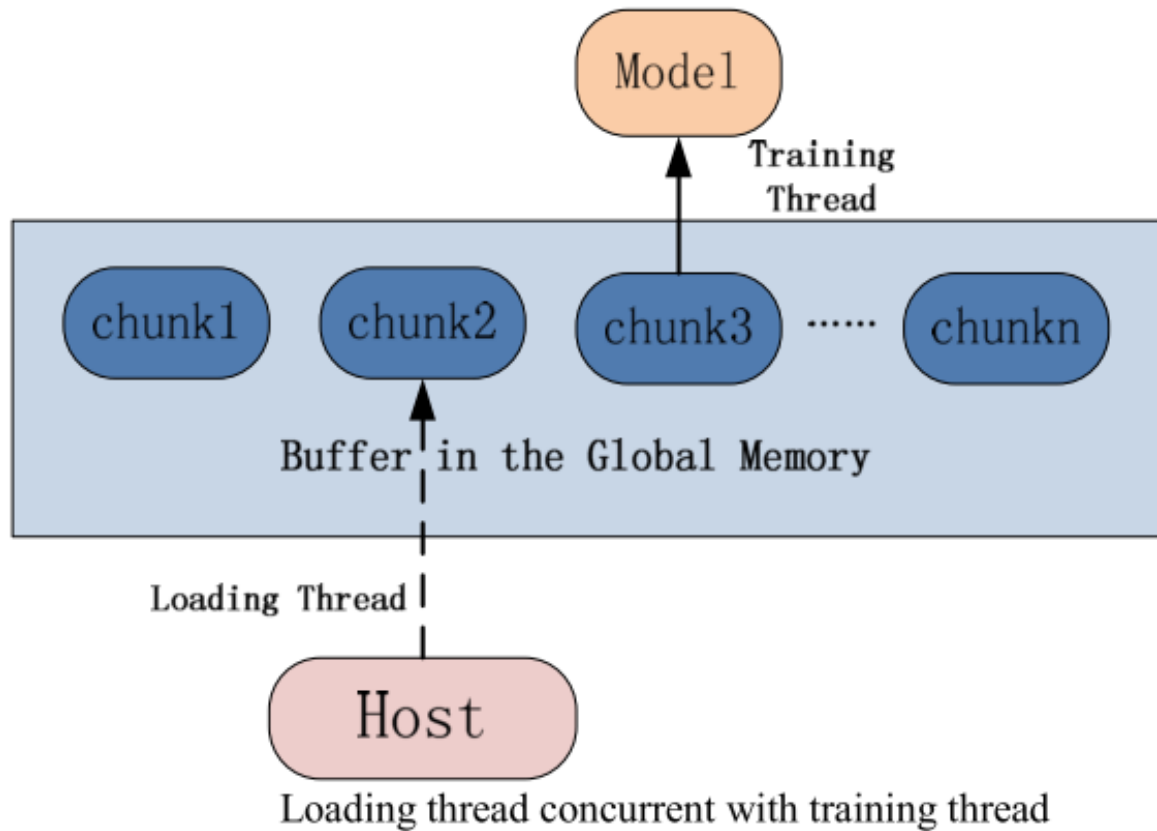 Model
Training
Thread
chunk1 chunk2 chunk3 ...... chunkn
Buffer in the Global Memory
Loading Thread
Host
Loading thread concurrent with training thread